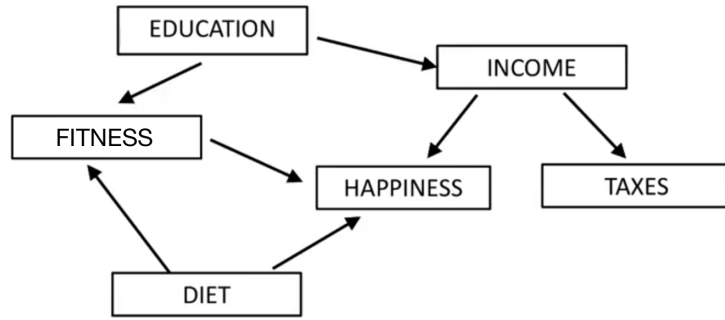 EDUCATION
INCOME
FITNESS
HAPPINESS
TAXES
DIET